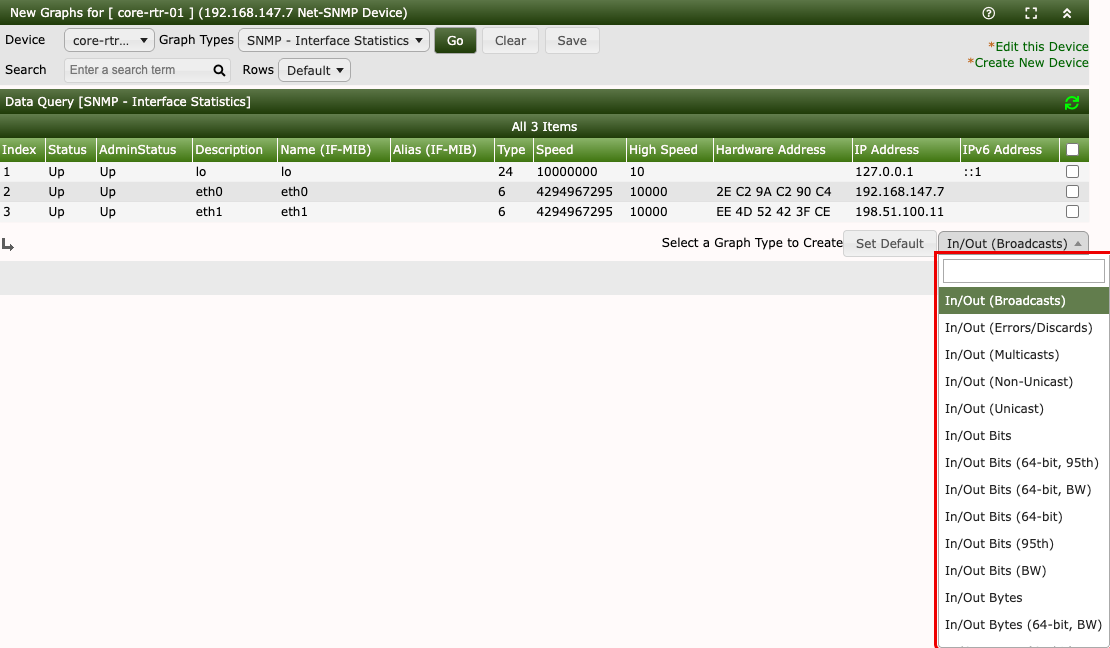 New Graphs for [ core-rtr-01 ] (192.168.147.7 Net-SNMP Device)
Device core-rtr... Graph Types SNMP - Interface Statistics Go Clear Save
*Edit this Device
*Create New Device
Search Enter a search term Rows Default
Data Query [SNMP - Interface Statistics]
All 3 Items
Index Status AdminStatus Description Name (IF-MIB) Alias (IF-MIB) Type Speed High Speed Hardware Address IP Address IPv6 Address
1 Up Up lo lo 24 10000000 10 127.0.0.1 ::1
2 Up Up eth0 eth0 6 4294967295 10000 2E C2 9A C2 90 C4 192.168.147.7
3 Up Up eth1 eth1 6 4294967295 10000 EE 4D 52 42 3F CE 198.51.100.11
Select a Graph Type to Create Set Default In/Out (Broadcasts)
In/Out (Broadcasts)
In/Out (Errors/Discards)
In/Out (Multicasts)
In/Out (Non-Unicast)
In/Out (Unicast)
In/Out Bits
In/Out Bits (64-bit, 95th)
In/Out Bits (64-bit, BW)
In/Out Bits (64-bit)
In/Out Bits (95th)
In/Out Bits (BW)
In/Out Bytes
In/Out Bytes (64-bit, BW)